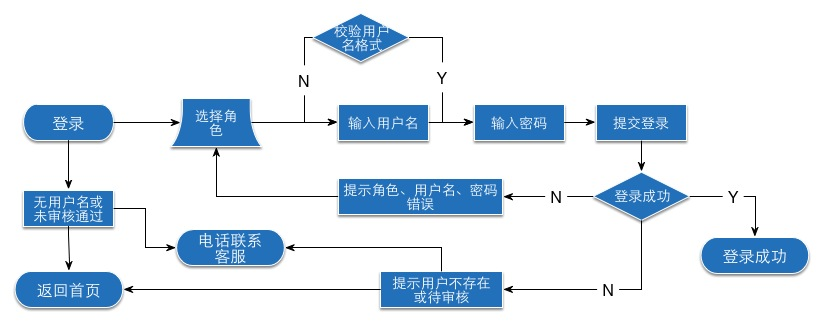 校验用户
名格式
N
Y
登录
选择角
色
输入用户名
输入密码
提交登录
无用户名或
未审核通过
提示角色、用户名、密码
错误
N
登录成功
Y
电话联系
客服
登录成功
返回首页
提示用户不存在
或待审核
N